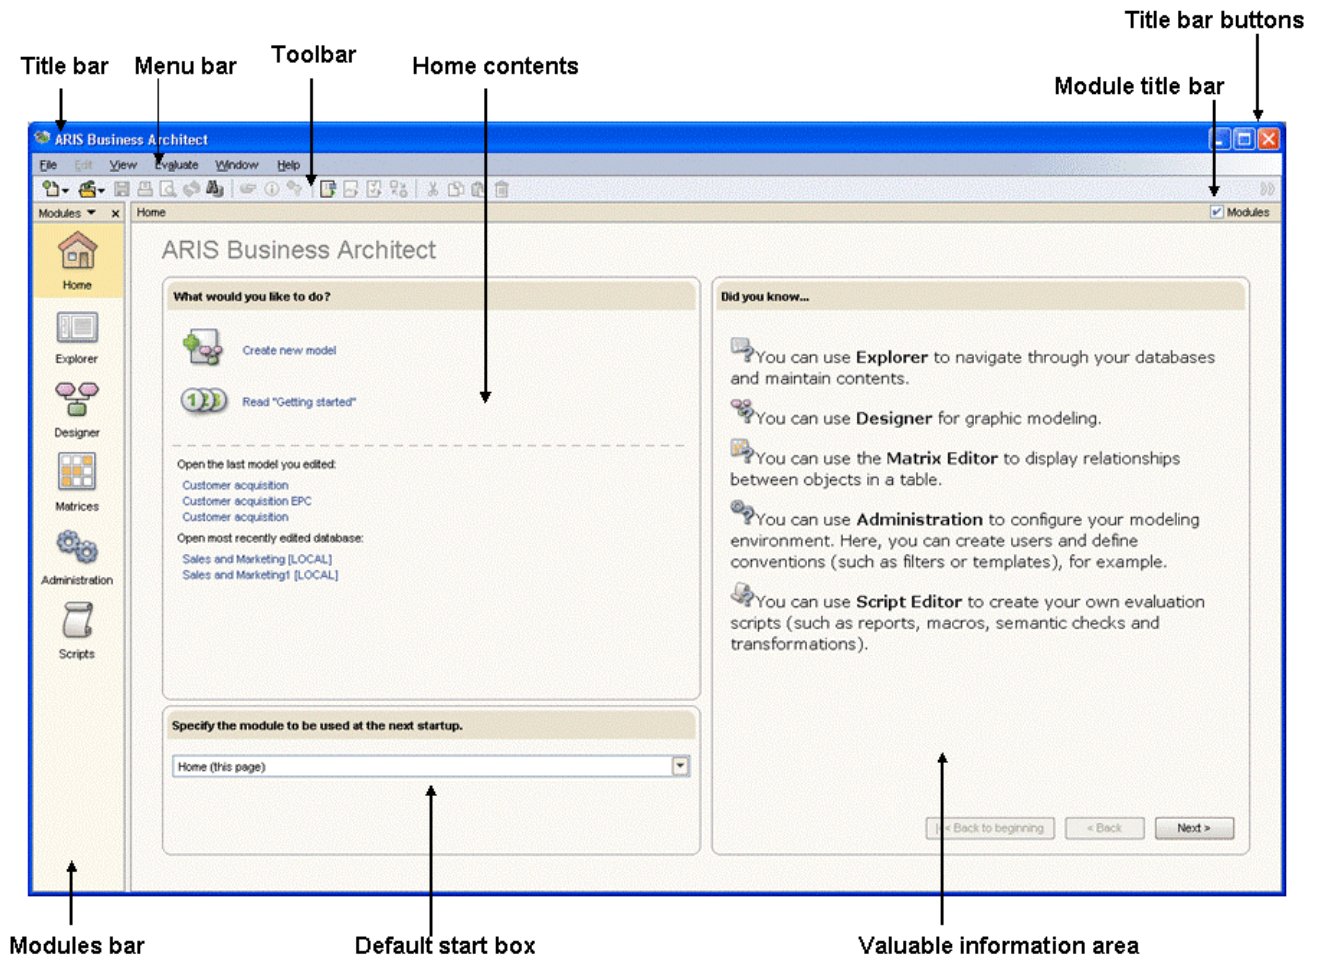 Title bar buttons
Title bar
Menu bar
Toolbar
Home contents
Module title bar
ARIS Business Architect
File Edit View Evaluate Window Help
Modules
Home
Modules
Home
Explorer
Designer
Matrices
Administration
Scripts
ARIS Business Architect
What would you like to do?
Create new model
Read "Getting started"
Open the last model you edited:
Customer acquisition
Customer acquisition EPC
Customer acquisition
Open most recently edited database:
Sales and Marketing [LOCAL]
Sales and Marketing1 [LOCAL]
Specify the module to be used at the next startup.
Home (this page)
Did you know...
You can use Explorer to navigate through your databases
and maintain contents.
You can use Designer for graphic modeling.
You can use the Matrix Editor to display relationships
between objects in a table.
You can use Administration to configure your modeling
environment. Here, you can create users and define
conventions (such as filters or templates), for example.
You can use Script Editor to create your own evaluation
scripts (such as reports, macros, semantic checks and
transformations).
|< Back to beginning
< Back
Next >
Modules bar
Default start box
Valuable information area